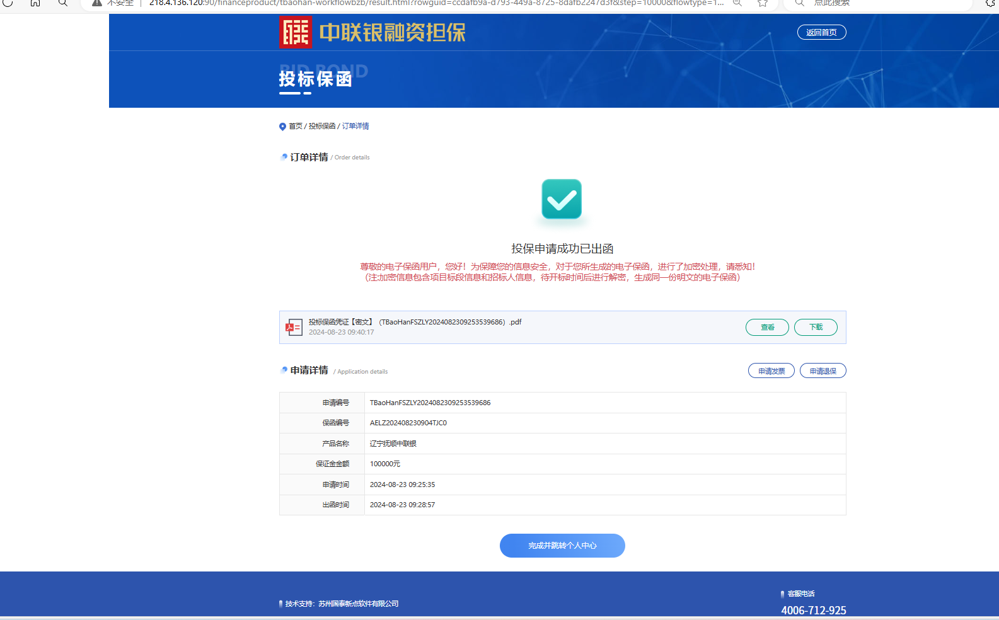 不安全 218.4.136.120:90/financeproduct/tbaohan-workflowbzb/result.html?rowguid=ccdafb9a-d793-449a-8725-8dafb2247d3f&step=10000&flowtype=1... 点此搜索
中联银融资担保
返回首页
BID BOND
投标保函
首页 / 投标保函 / 订单详情
订单详情 / Order details
投保申请成功已出函
尊敬的电子保函用户，您好！为保障您的信息安全，对于您所生成的电子保函，进行了加密处理，请悉知！
（注:加密信息包含项目标段信息和招标人信息，待开标时间后进行解密，生成同一份明文的电子保函）
投标保函凭证【密文】（TBaoHanFSZLY2024082309253539686）.pdf
2024-08-23 09:40:17
查看 下载
申请详情 / Application details
申请发票 申请退保
申请编号 TBaoHanFSZLY2024082309253539686
保函编号 AELZ202408230904TJC0
产品名称 辽宁抚顺中联银
保证金金额 100000元
申请时间 2024-08-23 09:25:35
出函时间 2024-08-23 09:28:57
完成并跳转个人中心
技术支持：苏州国泰新点软件有限公司
客服电话
4006-712-925